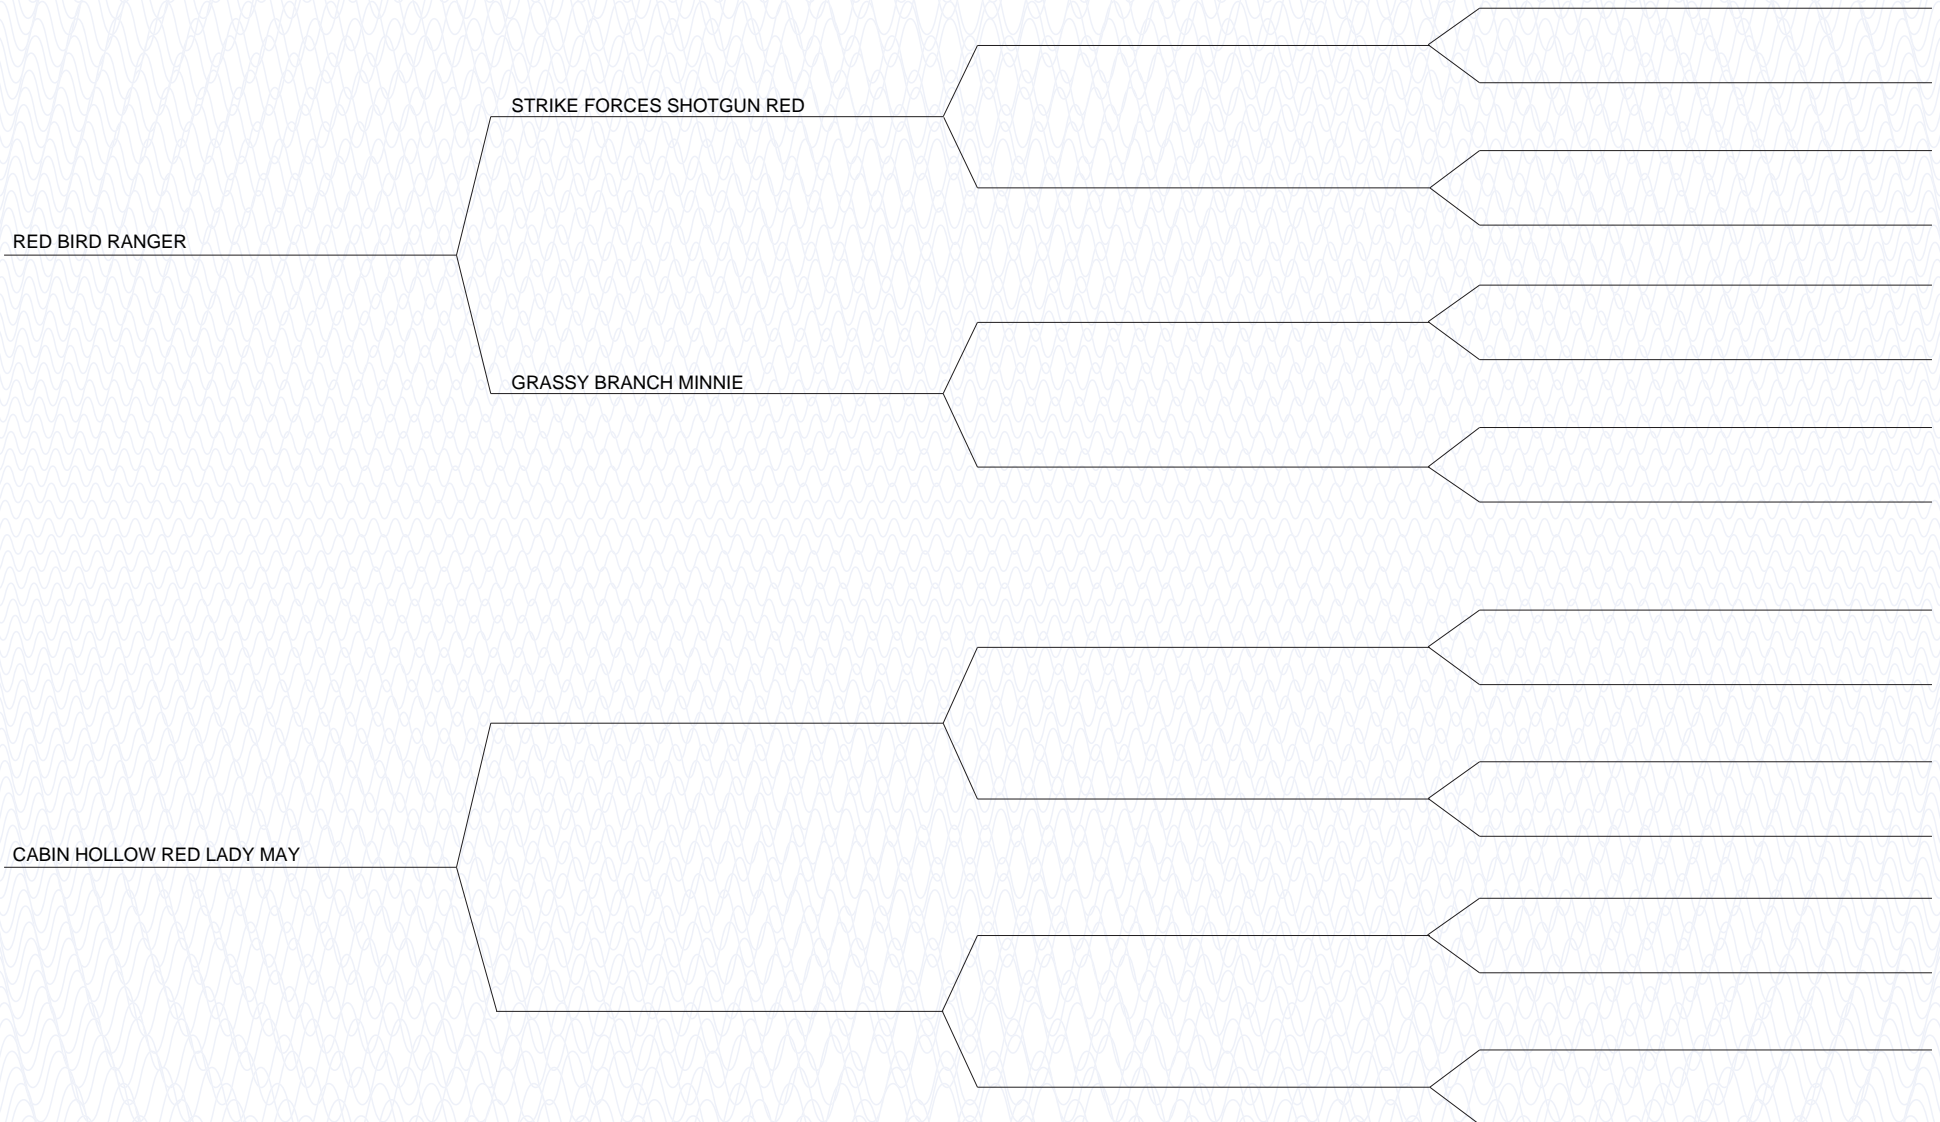 STRIKE FORCES SHOTGUN RED
RED BIRD RANGER
GRASSY BRANCH MINNIE
CABIN HOLLOW RED LADY MAY